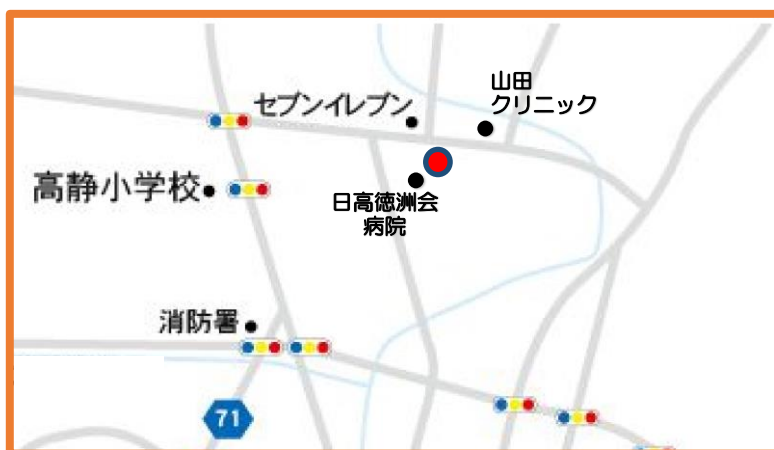 山田
クリニック
セブンイレブン
高静小学校
日高徳洲会
病院
消防署
71